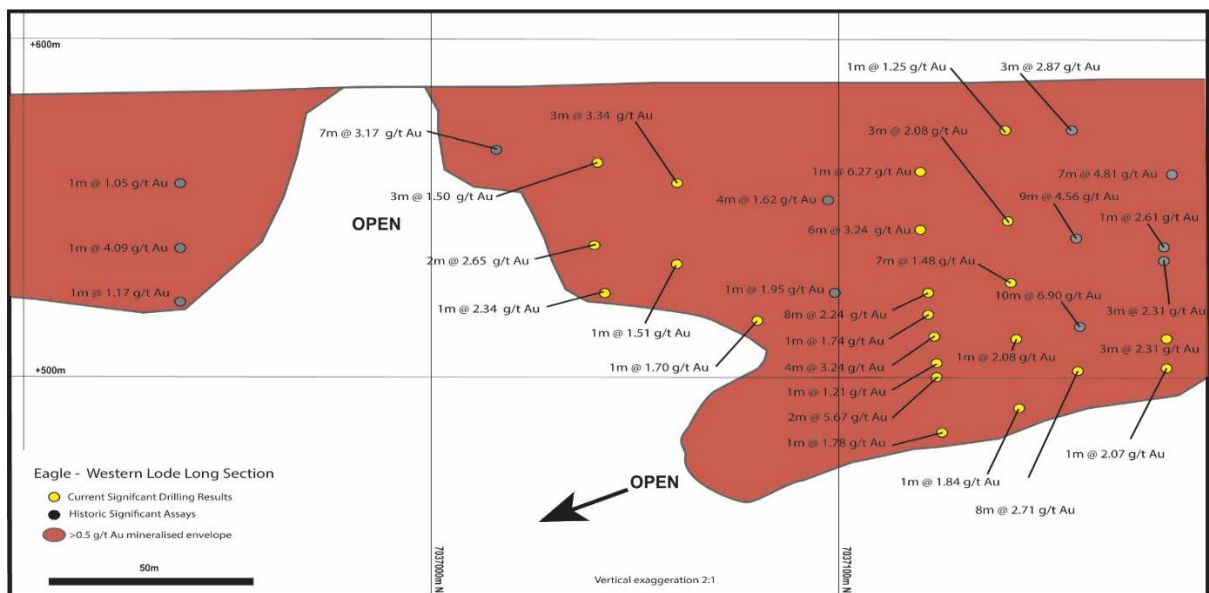 +600m
1m @ 1.25 g/t Au
3m @ 2.87 g/t Au
3m @ 3.34 g/t Au
7m @ 3.17 g/t Au
3m @ 2.08 g/t Au
1m @ 1.05 g/t Au
3m @ 1.50 g/t Au
1m @ 6.27 g/t Au
7m @ 4.81 g/t Au
4m @ 1.62 g/t Au
9m @ 4.56 g/t Au
OPEN
1m @ 2.61 g/t Au
6m @ 3.24 g/t Au
1m @ 4.09 g/t Au
2m @ 2.65 g/t Au
7m @ 1.48 g/t Au
1m @ 1.17 g/t Au
1m @ 1.95 g/t Au
10m @ 6.90 g/t Au
1m @ 2.34 g/t Au
8m @ 2.24 g/t Au
3m @ 2.31 g/t Au
1m @ 1.51 g/t Au
1m @ 1.74 g/t Au
3m @ 2.31 g/t Au
1m @ 2.08 g/t Au
1m @ 1.70 g/t Au
4m @ 3.24 g/t Au
+500m
1m @ 1.21 g/t Au
2m @ 5.67 g/t Au
1m @ 1.78 g/t Au
1m @ 2.07 g/t Au
Eagle - Western Lode Long Section
OPEN
1m @ 1.84 g/t Au
Current Signifcant Drilling Results
8m @ 2.71 g/t Au
Historic Significant Assays
>0.5 g/t Au mineralised envelope
50m
7037000m N
Vertical exaggeration 2:1
7037100m N